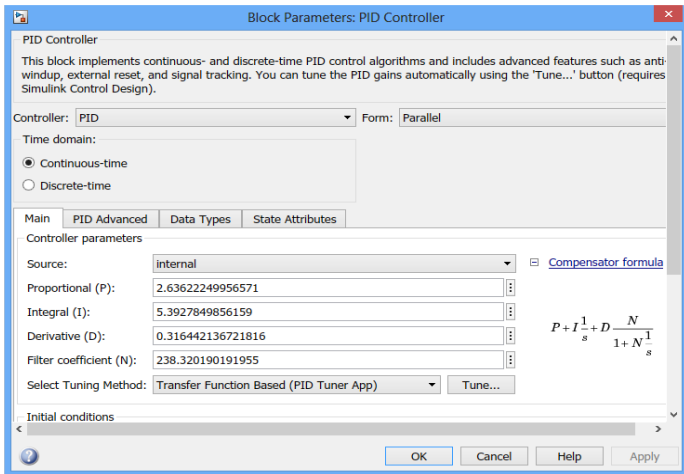 Block Parameters: PID Controller
PID Controller
This block implements continuous- and discrete-time PID control algorithms and includes advanced features such as anti-
windup, external reset, and signal tracking. You can tune the PID gains automatically using the 'Tune...' button (requires
Simulink Control Design).
Controller: PID Form: Parallel
Time domain:
Continuous-time
Discrete-time
Main PID Advanced Data Types State Attributes
Controller parameters
Source: internal Compensator formula
Proportional (P): 2.63622249956571
Integral (I): 5.3927849856159
Derivative (D): 0.316442136721816
P+I 1/s +D N/(1+N 1/s)
Filter coefficient (N): 238.320190191955
Select Tuning Method: Transfer Function Based (PID Tuner App) Tune...
Initial conditions
OK Cancel Help Apply